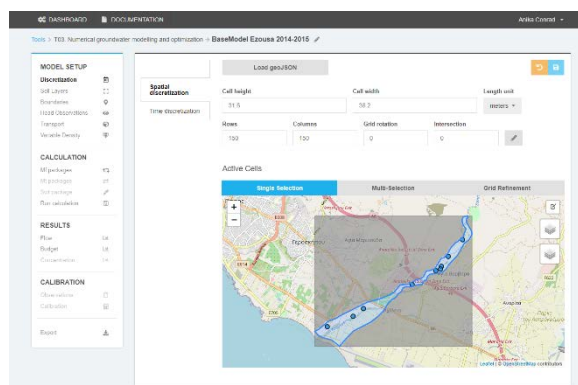 DASHBOARD DOCUMENTATION Anika Conrad
Tools > T03. Numerical groundwater modelling and optimization > BaseModel Ezousa 2014-2015
MODEL SETUP
Discretization
Soil Layers
Boundaries
Head Observations
Transport
Variable Density
CALCULATION
Mf packages
Mt packages
Run calculation
RESULTS
Flow
Budget
Concentration
CALIBRATION
Observations
Calibration
Export
Spatial
discretization
Time discretization
Load geoJSON
Cell height Cell width Length unit
31.5 38.2 meters
Rows Columns Grid rotation Intersection
150 150 0 0
Active Cells
Single Selection Multi-Selection Grid Refinement
+
−
Leaflet | © OpenStreetMap contributors